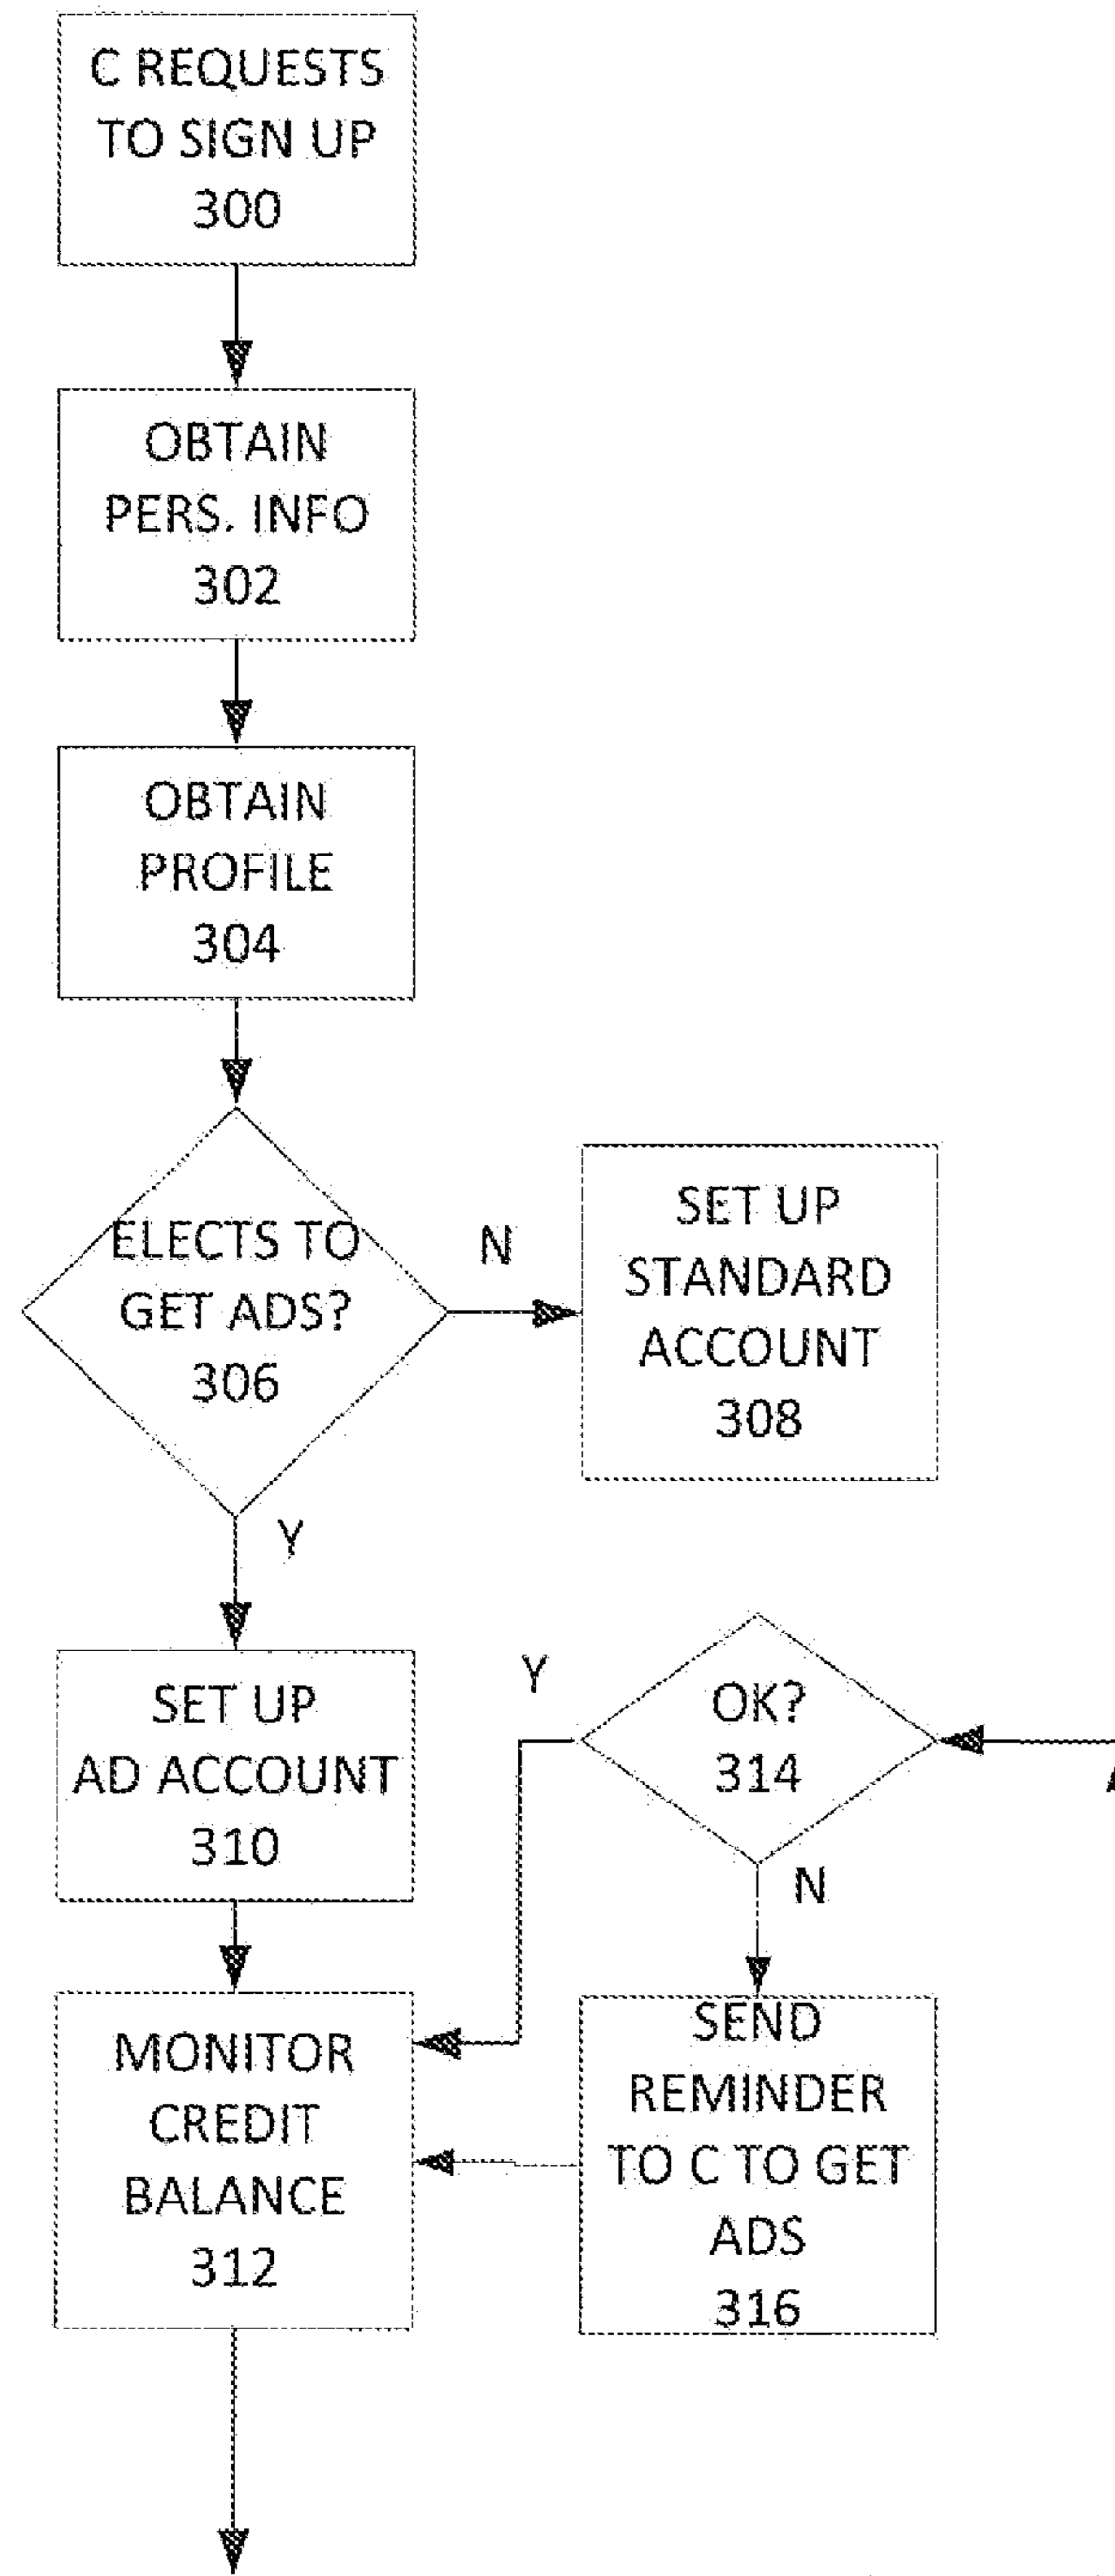 C REQUESTS
TO SIGN UP
300
OBTAIN
PERS. INFO
302
OBTAIN
PROFILE
304
ELECTS TO
GET ADS?
306
N
SET UP
STANDARD
ACCOUNT
308
Y
SET UP
AD ACCOUNT
310
Y
OK?
314
N
MONITOR
CREDIT
BALANCE
312
SEND
REMINDER
TO C TO GET
ADS
316